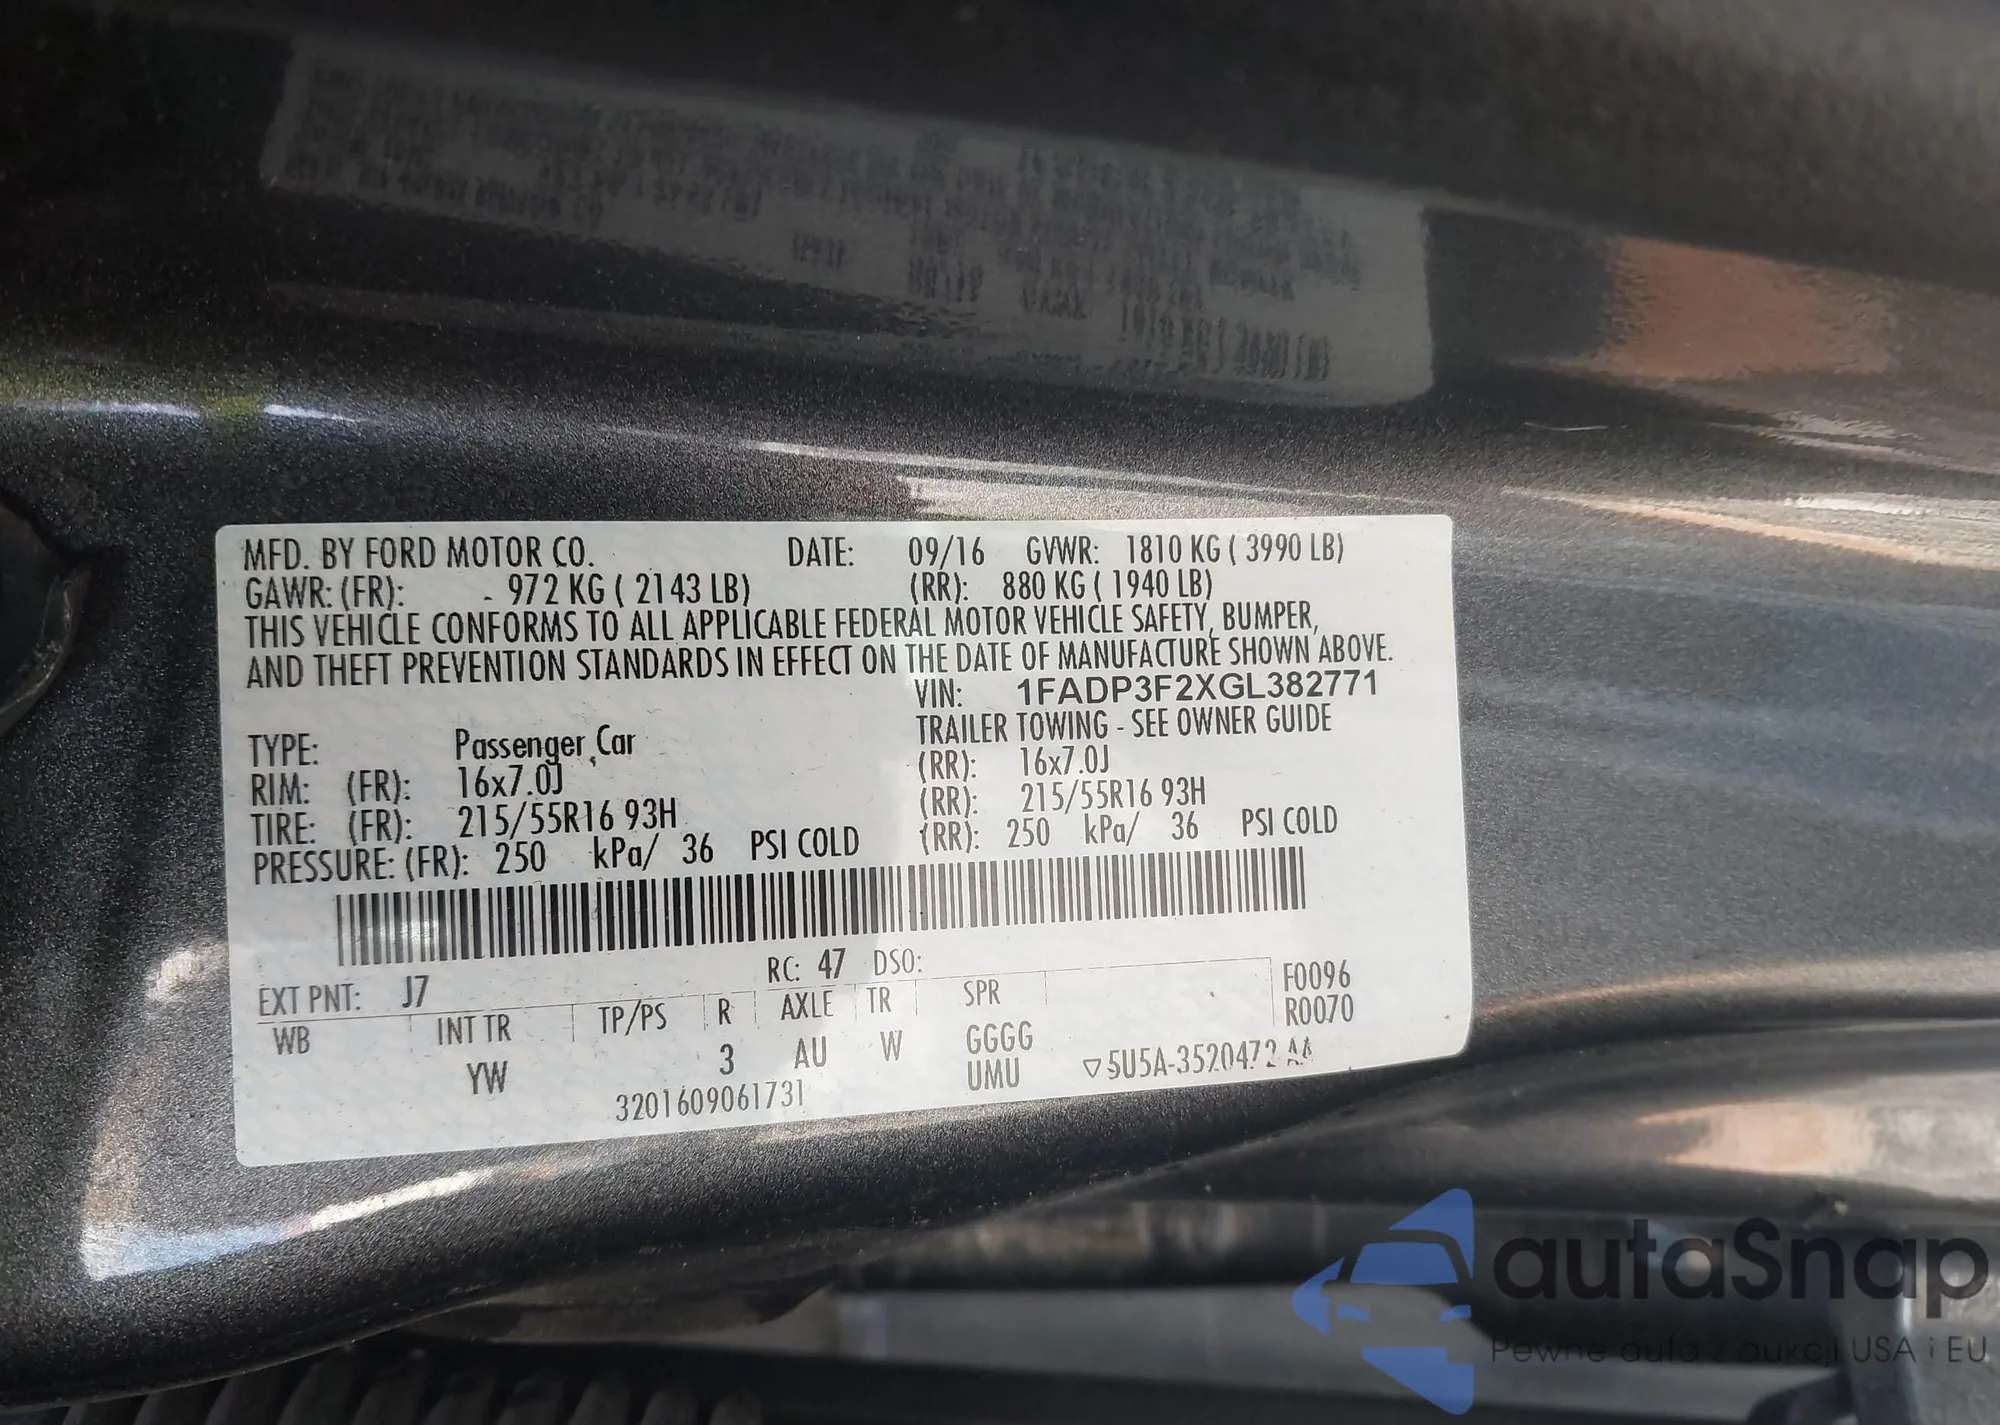 MFD. BY FORD MOTOR CO. DATE: 09/16 GVWR: 1810 KG ( 3990 LB)
GAWR: (FR): 972 KG ( 2143 LB) (RR): 880 KG ( 1940 LB)
THIS VEHICLE CONFORMS TO ALL APPLICABLE FEDERAL MOTOR VEHICLE SAFETY, BUMPER,
AND THEFT PREVENTION STANDARDS IN EFFECT ON THE DATE OF MANUFACTURE SHOWN ABOVE.
VIN: 1FADP3F2XGL382771
TYPE: Passenger Car TRAILER TOWING - SEE OWNER GUIDE
RIM: (FR): 16x7.0J (RR): 16x7.0J
TIRE: (FR): 215/55R16 93H (RR): 215/55R16 93H
PRESSURE: (FR): 250 kPa/ 36 PSI COLD (RR): 250 kPa/ 36 PSI COLD
RC: 47 DSO:
EXT PNT: J7 F0096
WB INT TR TP/PS R AXLE TR SPR R0070
YW 3 AU W GGGG
UMU ▽5U5A-3520472 AA
3201609061731
autaSnap
Pewne auta z aukcji USA i EU